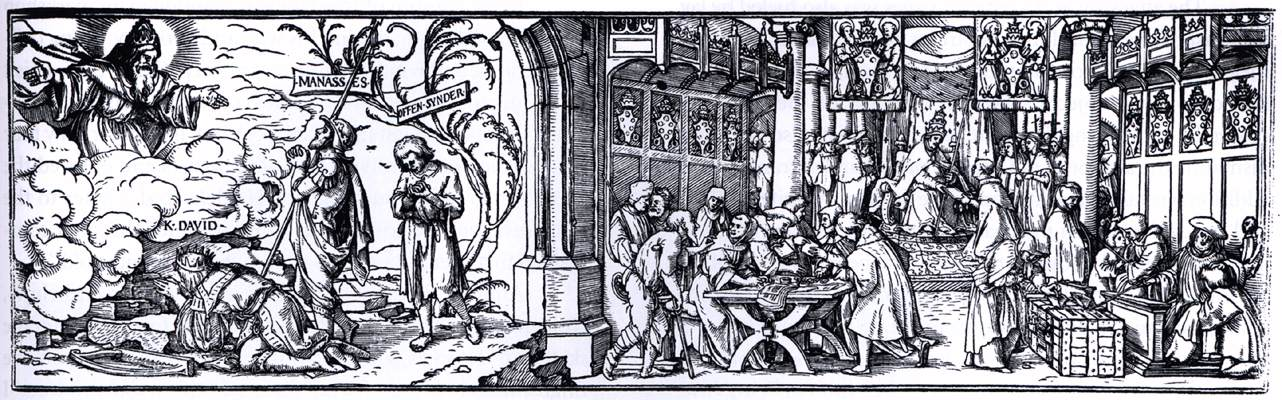 MANASSES
OFFEN·SYNDER·
K·DAVID·